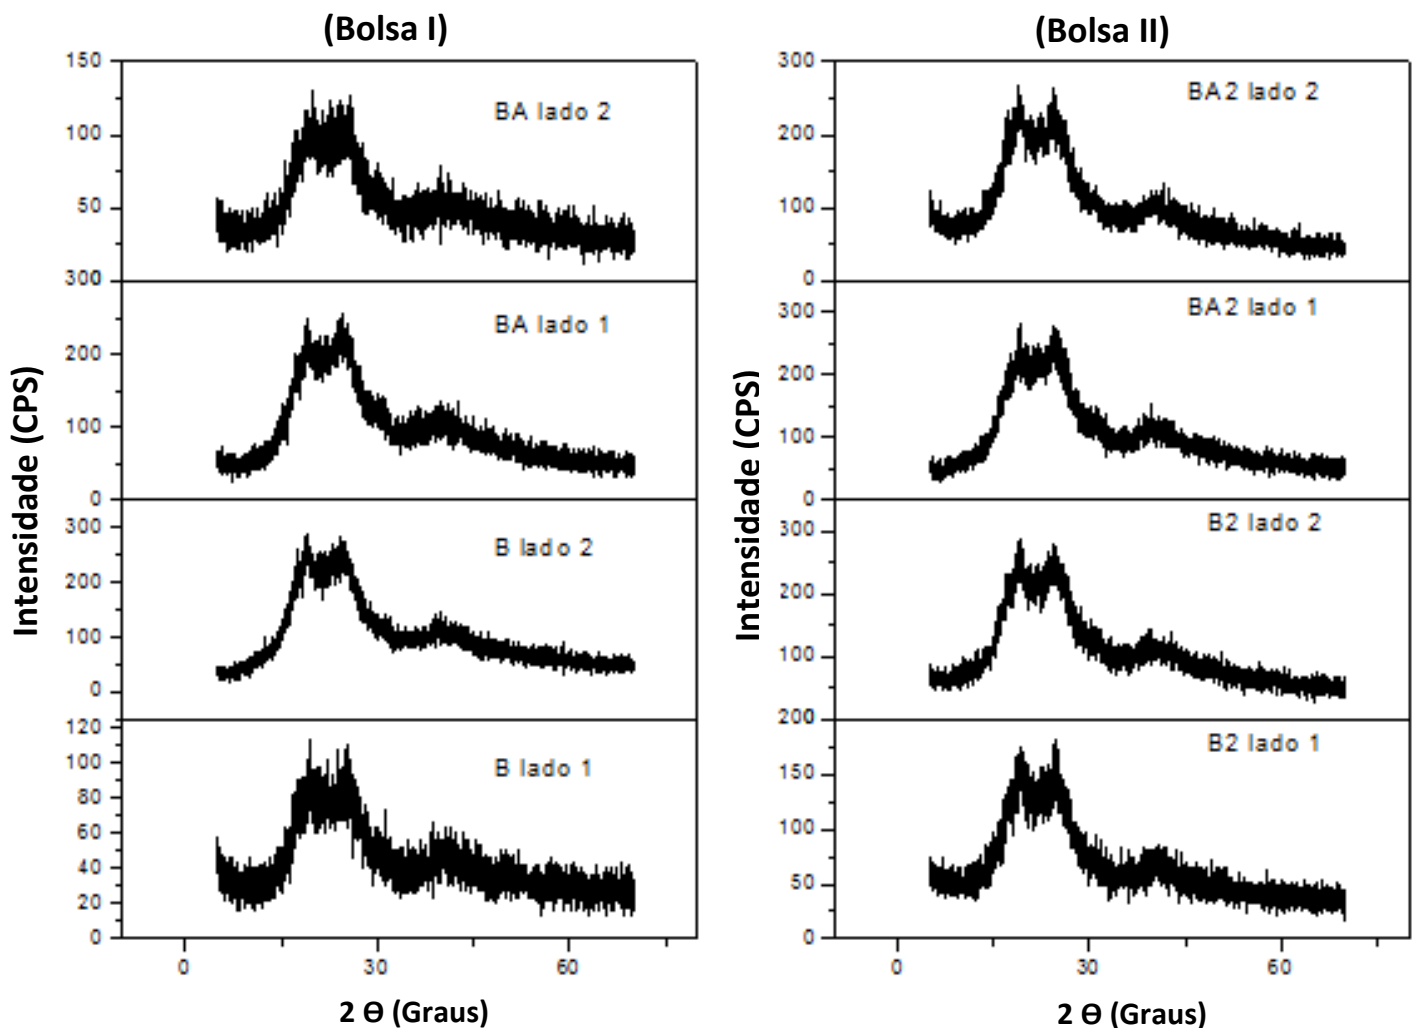 (Bolsa I)
150
100
50
300
200
100
0
300
200
100
0
120
100
80
60
40
20
0
BA lado 2
BA lado 1
B lado 2
B lado 1
Intensidade (CPS)
0 30 60
2 Θ (Graus)
(Bolsa II)
300
200
100
0
300
200
100
0
300
200
100
200
150
100
50
0
BA2 lado 2
BA2 lado 1
B2 lado 2
B2 lado 1
Intensidade (CPS)
0 30 60
2 Θ (Graus)